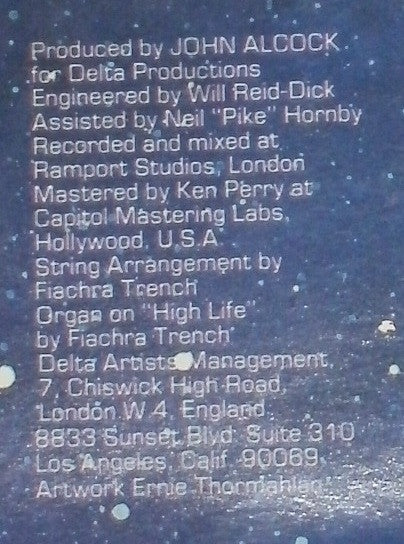 Produced by JOHN ALCOCK
for Delta Productions
Engineered by Will Reid-Dick
Assisted by Neil "Pike" Hornby
Recorded and mixed at
Ramport Studios, London
Mastered by Ken Perry at
Capitol Mastering Labs,
Hollywood, U.S.A
String Arrangement by
Fiachra Trench
Organ on "High Life"
by Fiachra Trench
Delta Artists Management,
7, Chiswick High Road,
London W 4, England
8833 Sunset Blvd Suite 310
Los Angeles, Calif 90069
Artwork Ernie Thormahlen